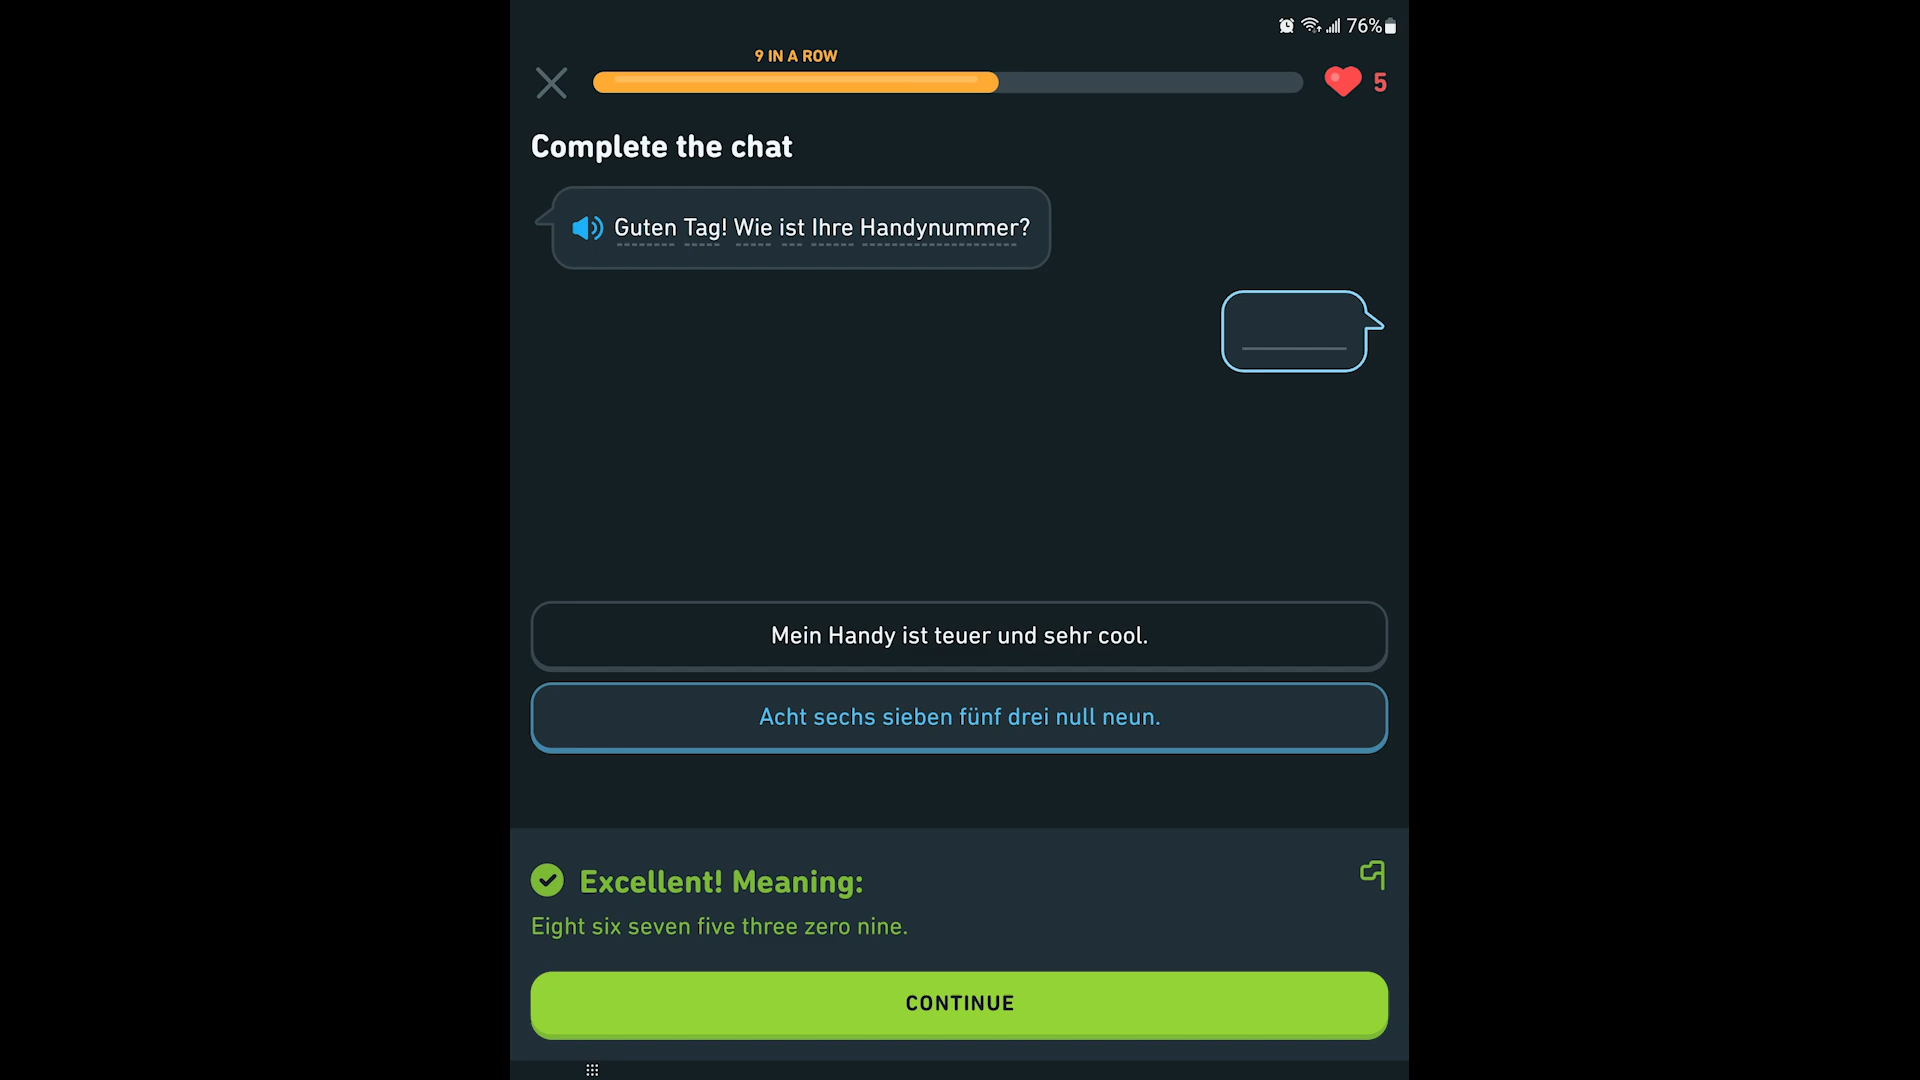 76%
9 IN A ROW
5
Complete the chat
Guten Tag! Wie ist Ihre Handynummer?
Mein Handy ist teuer und sehr cool.
Acht sechs sieben fünf drei null neun.
Excellent! Meaning:
Eight six seven five three zero nine.
CONTINUE